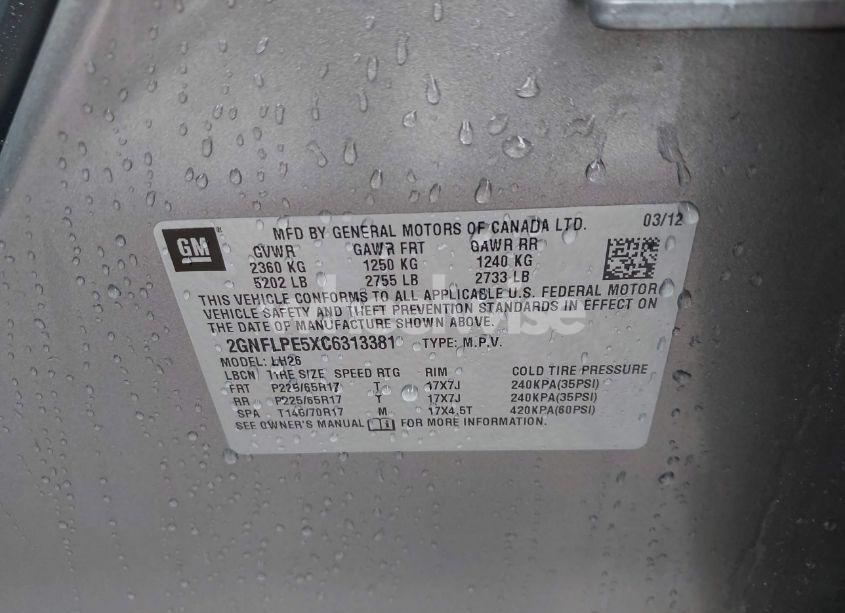 MFD BY GENERAL MOTORS OF CANADA LTD. 03/12
GM
GVWR GAWR FRT GAWR RR
2360 KG 1250 KG 1240 KG
5202 LB 2755 LB 2733 LB
THIS VEHICLE CONFORMS TO ALL APPLICABLE U.S. FEDERAL MOTOR
VEHICLE SAFETY AND THEFT PREVENTION STANDARDS IN EFFECT ON
THE DATE OF MANUFACTURE SHOWN ABOVE.
2GNFLPE5XC6313381 TYPE: M.P.V.
MODEL: LH26
LBCN TIRE SIZE SPEED RTG RIM COLD TIRE PRESSURE
FRT P225/65R17 T 17X7J 240KPA(35PSI)
RR P225/65R17 T 17X7J 240KPA(35PSI)
SPA T145/70R17 M 17X4.5T 420KPA(60PSI)
SEE OWNER'S MANUAL FOR MORE INFORMATION.